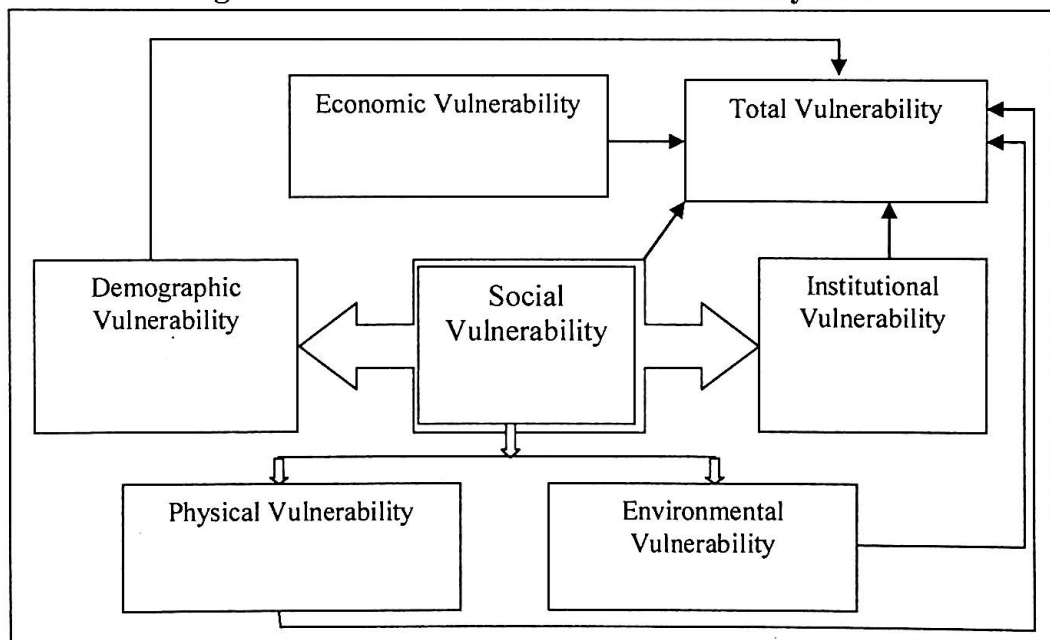 Economic Vulnerability
Total Vulnerability
Demographic
Vulnerability
Social
Vulnerability
Institutional
Vulnerability
Physical Vulnerability
Environmental
Vulnerability